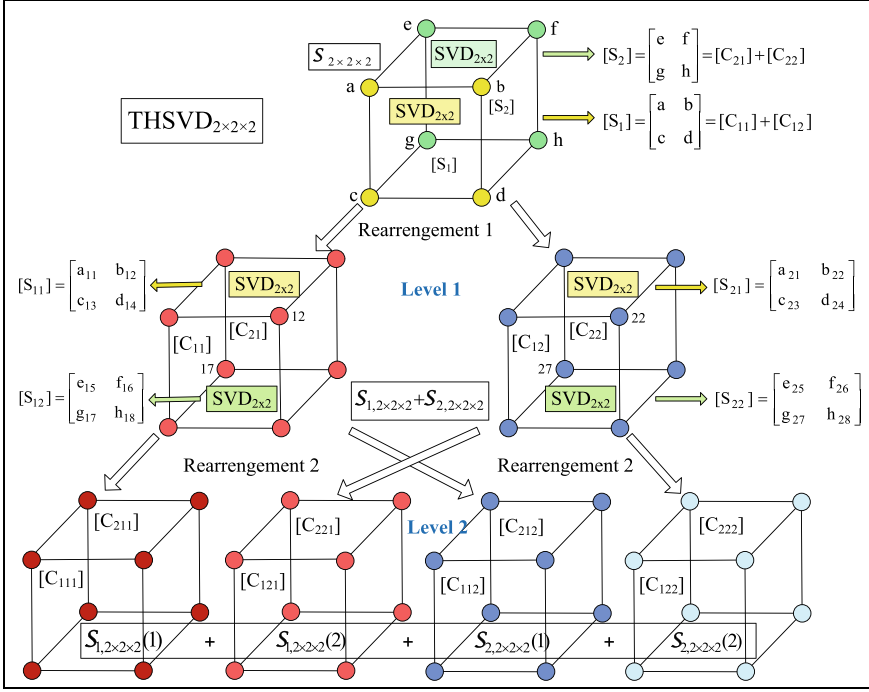 e f
S 2×2×2
SVD2x2
[S2] = [e f; g h] = [C21]+[C22]
a b
[S2]
SVD2x2
THSVD2×2×2
[S1] = [a b; c d] = [C11]+[C12]
g h
[S1]
c d
Rearrengement 1
Level 1
[S11] = [a11 b12; c13 d14]
SVD2x2
SVD2x2
[S21] = [a21 b22; c23 d24]
[C11] [C21] 12
[C12] [C22] 22
17
27
[S12] = [e15 f16; g17 h18]
SVD2x2
S1,2×2×2+S2,2×2×2
SVD2x2
[S22] = [e25 f26; g27 h28]
Rearrengement 2
Rearrengement 2
Level 2
[C211] [C221] [C212] [C222]
[C111] [C121] [C112] [C122]
S1,2×2×2(1) + S1,2×2×2(2) + S2,2×2×2(1) + S2,2×2×2(2)